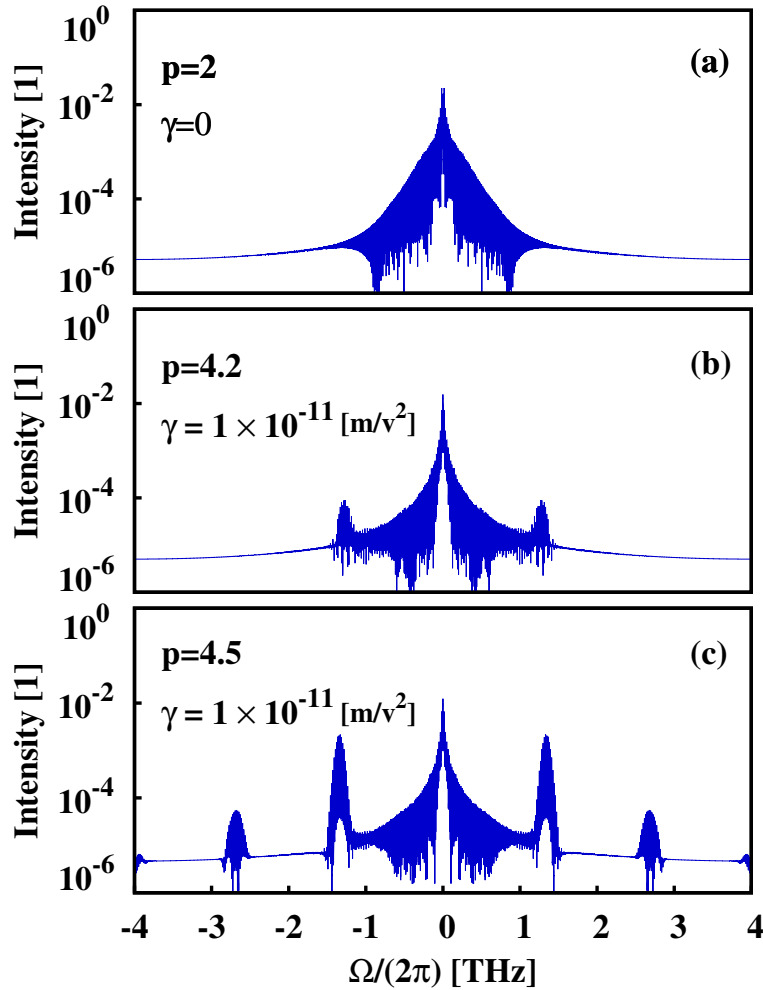 10^0
Intensity [1]
10^-2
10^-4
10^-6
p=2
γ=0
(a)
10^0
Intensity [1]
10^-2
10^-4
10^-6
p=4.2
γ = 1 × 10^-11 [m/v^2]
(b)
10^0
Intensity [1]
10^-2
10^-4
10^-6
p=4.5
γ = 1 × 10^-11 [m/v^2]
(c)
-4 -3 -2 -1 0 1 2 3 4
Ω/(2π) [THz]